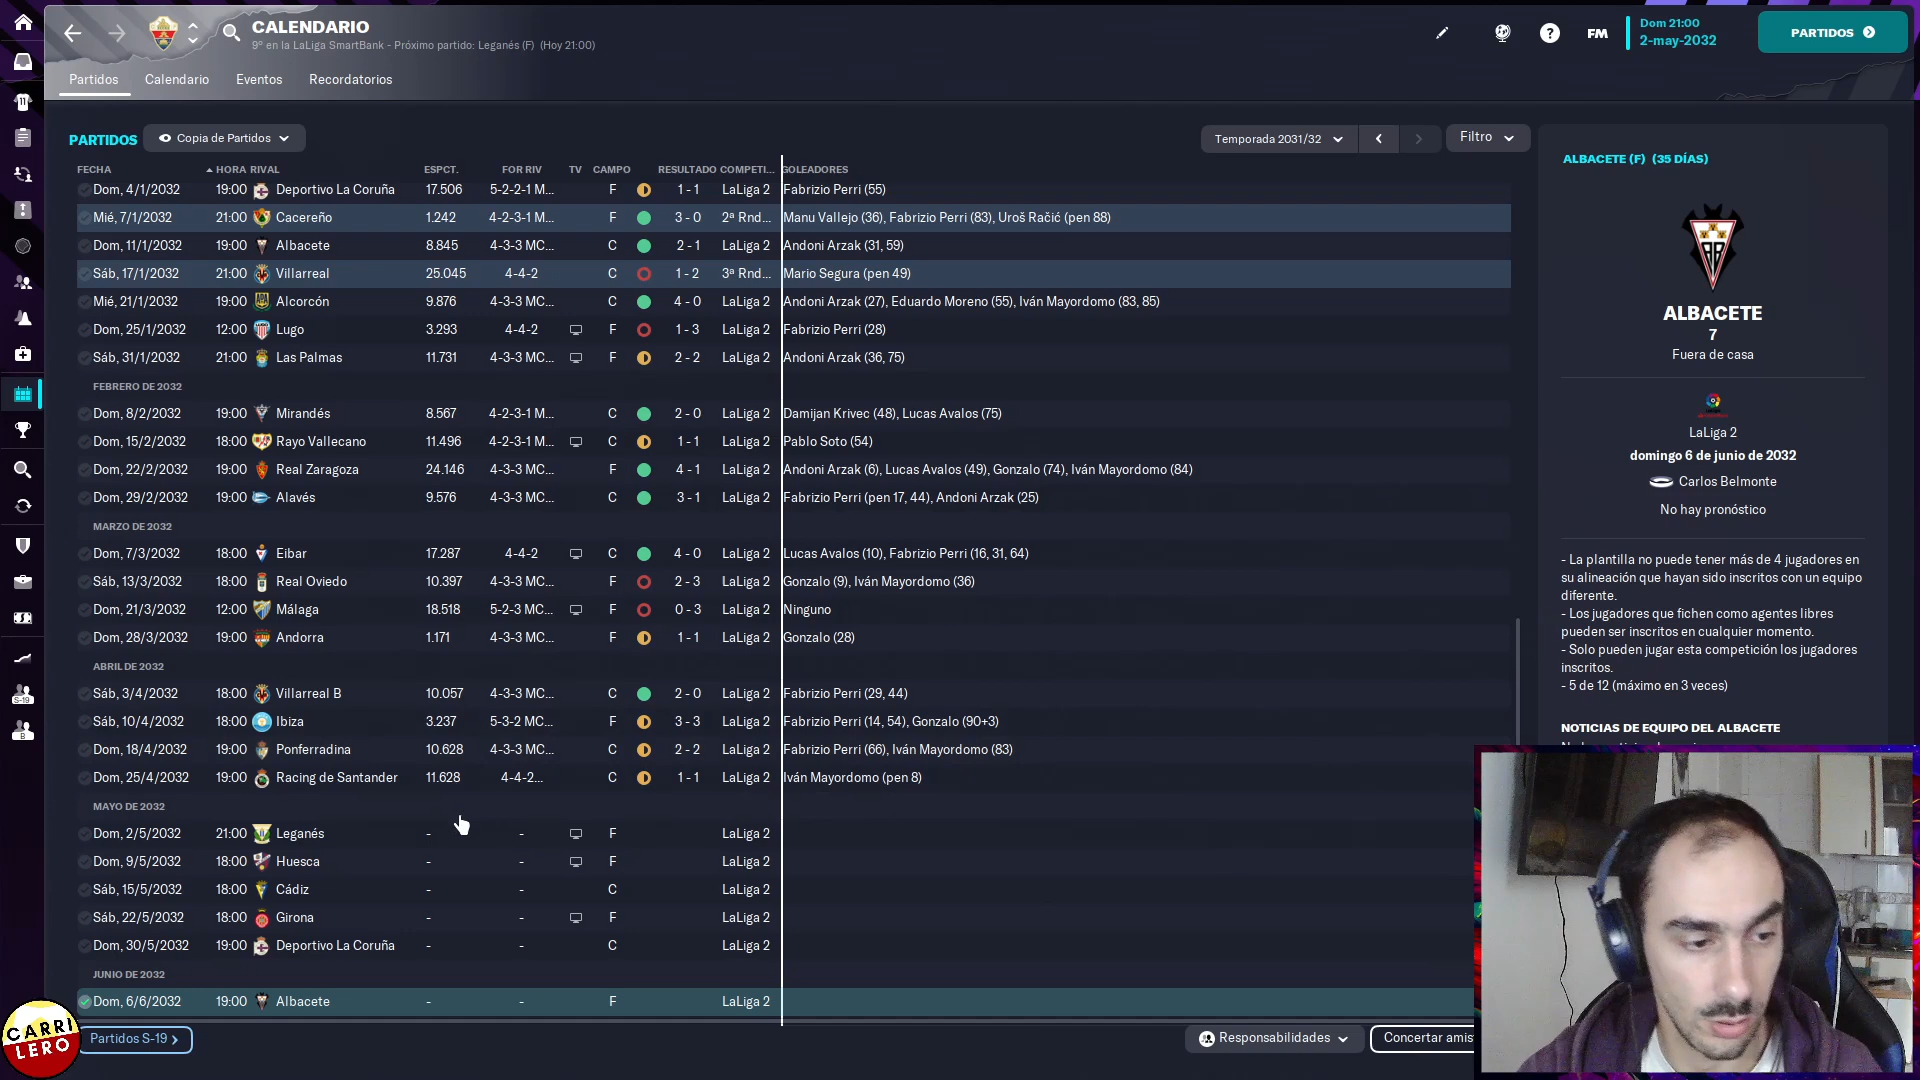 CALENDARIO
9º en la LaLiga SmartBank - Próximo partido: Leganés (F) (Hoy 21:00)
FM
Dom 21:00
2-may-2032
PARTIDOS
Partidos Calendario Eventos Recordatorios
PARTIDOS
Copia de Partidos
Temporada 2031/32
Filtro
FECHA HORA RIVAL ESPCT. FOR RIV TV CAMPO RESULTADO COMPETI... GOLEADORES
Dom, 4/1/2032 19:00 Deportivo La Coruña 17.506 5-2-2-1 M... F 1 - 1 LaLiga 2 Fabrizio Perri (55)
Mié, 7/1/2032 21:00 Cacereño 1.242 4-2-3-1 M... F 3 - 0 2ª Rnd... Manu Vallejo (36), Fabrizio Perri (83), Uroš Račić (pen 88)
Dom, 11/1/2032 19:00 Albacete 8.845 4-3-3 MC... C 2 - 1 LaLiga 2 Andoni Arzak (31, 59)
Sáb, 17/1/2032 21:00 Villarreal 25.045 4-4-2 C 1 - 2 3ª Rnd... Mario Segura (pen 49)
Mié, 21/1/2032 19:00 Alcorcón 9.876 4-3-3 MC... C 4 - 0 LaLiga 2 Andoni Arzak (27), Eduardo Moreno (55), Iván Mayordomo (83, 85)
Dom, 25/1/2032 12:00 Lugo 3.293 4-4-2 F 1 - 3 LaLiga 2 Fabrizio Perri (28)
Sáb, 31/1/2032 21:00 Las Palmas 11.731 4-3-3 MC... F 2 - 2 LaLiga 2 Andoni Arzak (36, 75)
FEBRERO DE 2032
Dom, 8/2/2032 19:00 Mirandés 8.567 4-2-3-1 M... C 2 - 0 LaLiga 2 Damijan Krivec (48), Lucas Avalos (75)
Dom, 15/2/2032 18:00 Rayo Vallecano 11.496 4-2-3-1 M... C 1 - 1 LaLiga 2 Pablo Soto (54)
Dom, 22/2/2032 19:00 Real Zaragoza 24.146 4-3-3 MC... F 4 - 1 LaLiga 2 Andoni Arzak (6), Lucas Avalos (49), Gonzalo (74), Iván Mayordomo (84)
Dom, 29/2/2032 19:00 Alavés 9.576 4-3-3 MC... C 3 - 1 LaLiga 2 Fabrizio Perri (pen 17, 44), Andoni Arzak (25)
MARZO DE 2032
Dom, 7/3/2032 18:00 Eibar 17.287 4-4-2 C 4 - 0 LaLiga 2 Lucas Avalos (10), Fabrizio Perri (16, 31, 64)
Sáb, 13/3/2032 18:00 Real Oviedo 10.397 4-3-3 MC... F 2 - 3 LaLiga 2 Gonzalo (9), Iván Mayordomo (36)
Dom, 21/3/2032 12:00 Málaga 18.518 5-2-3 MC... F 0 - 3 LaLiga 2 Ninguno
Dom, 28/3/2032 19:00 Andorra 1.171 4-3-3 MC... F 1 - 1 LaLiga 2 Gonzalo (28)
ABRIL DE 2032
Sáb, 3/4/2032 18:00 Villarreal B 10.057 4-3-3 MC... C 2 - 0 LaLiga 2 Fabrizio Perri (29, 44)
Sáb, 10/4/2032 18:00 Ibiza 3.237 5-3-2 MC... F 3 - 3 LaLiga 2 Fabrizio Perri (14, 54), Gonzalo (90+3)
Dom, 18/4/2032 19:00 Ponferradina 10.628 4-3-3 MC... C 2 - 2 LaLiga 2 Fabrizio Perri (66), Iván Mayordomo (83)
Dom, 25/4/2032 19:00 Racing de Santander 11.628 4-4-2... C 1 - 1 LaLiga 2 Iván Mayordomo (pen 8)
MAYO DE 2032
Dom, 2/5/2032 21:00 Leganés - - F LaLiga 2
Dom, 9/5/2032 18:00 Huesca - - F LaLiga 2
Sáb, 15/5/2032 18:00 Cádiz - - C LaLiga 2
Sáb, 22/5/2032 18:00 Girona - - F LaLiga 2
Dom, 30/5/2032 19:00 Deportivo La Coruña - - C LaLiga 2
JUNIO DE 2032
Dom, 6/6/2032 19:00 Albacete - - F LaLiga 2
Partidos S-19
Responsabilidades
Concertar amis
CARRI
LERO
S-19
B
ALBACETE (F) (35 DÍAS)
ALBACETE
7
Fuera de casa
LaLiga 2
domingo 6 de junio de 2032
Carlos Belmonte
No hay pronóstico
- La plantilla no puede tener más de 4 jugadores en
su alineación que hayan sido inscritos con un equipo
diferente.
- Los jugadores que fichen como agentes libres
pueden ser inscritos en cualquier momento.
- Solo pueden jugar esta competición los jugadores
inscritos.
- 5 de 12 (máximo en 3 veces)
NOTICIAS DE EQUIPO DEL ALBACETE